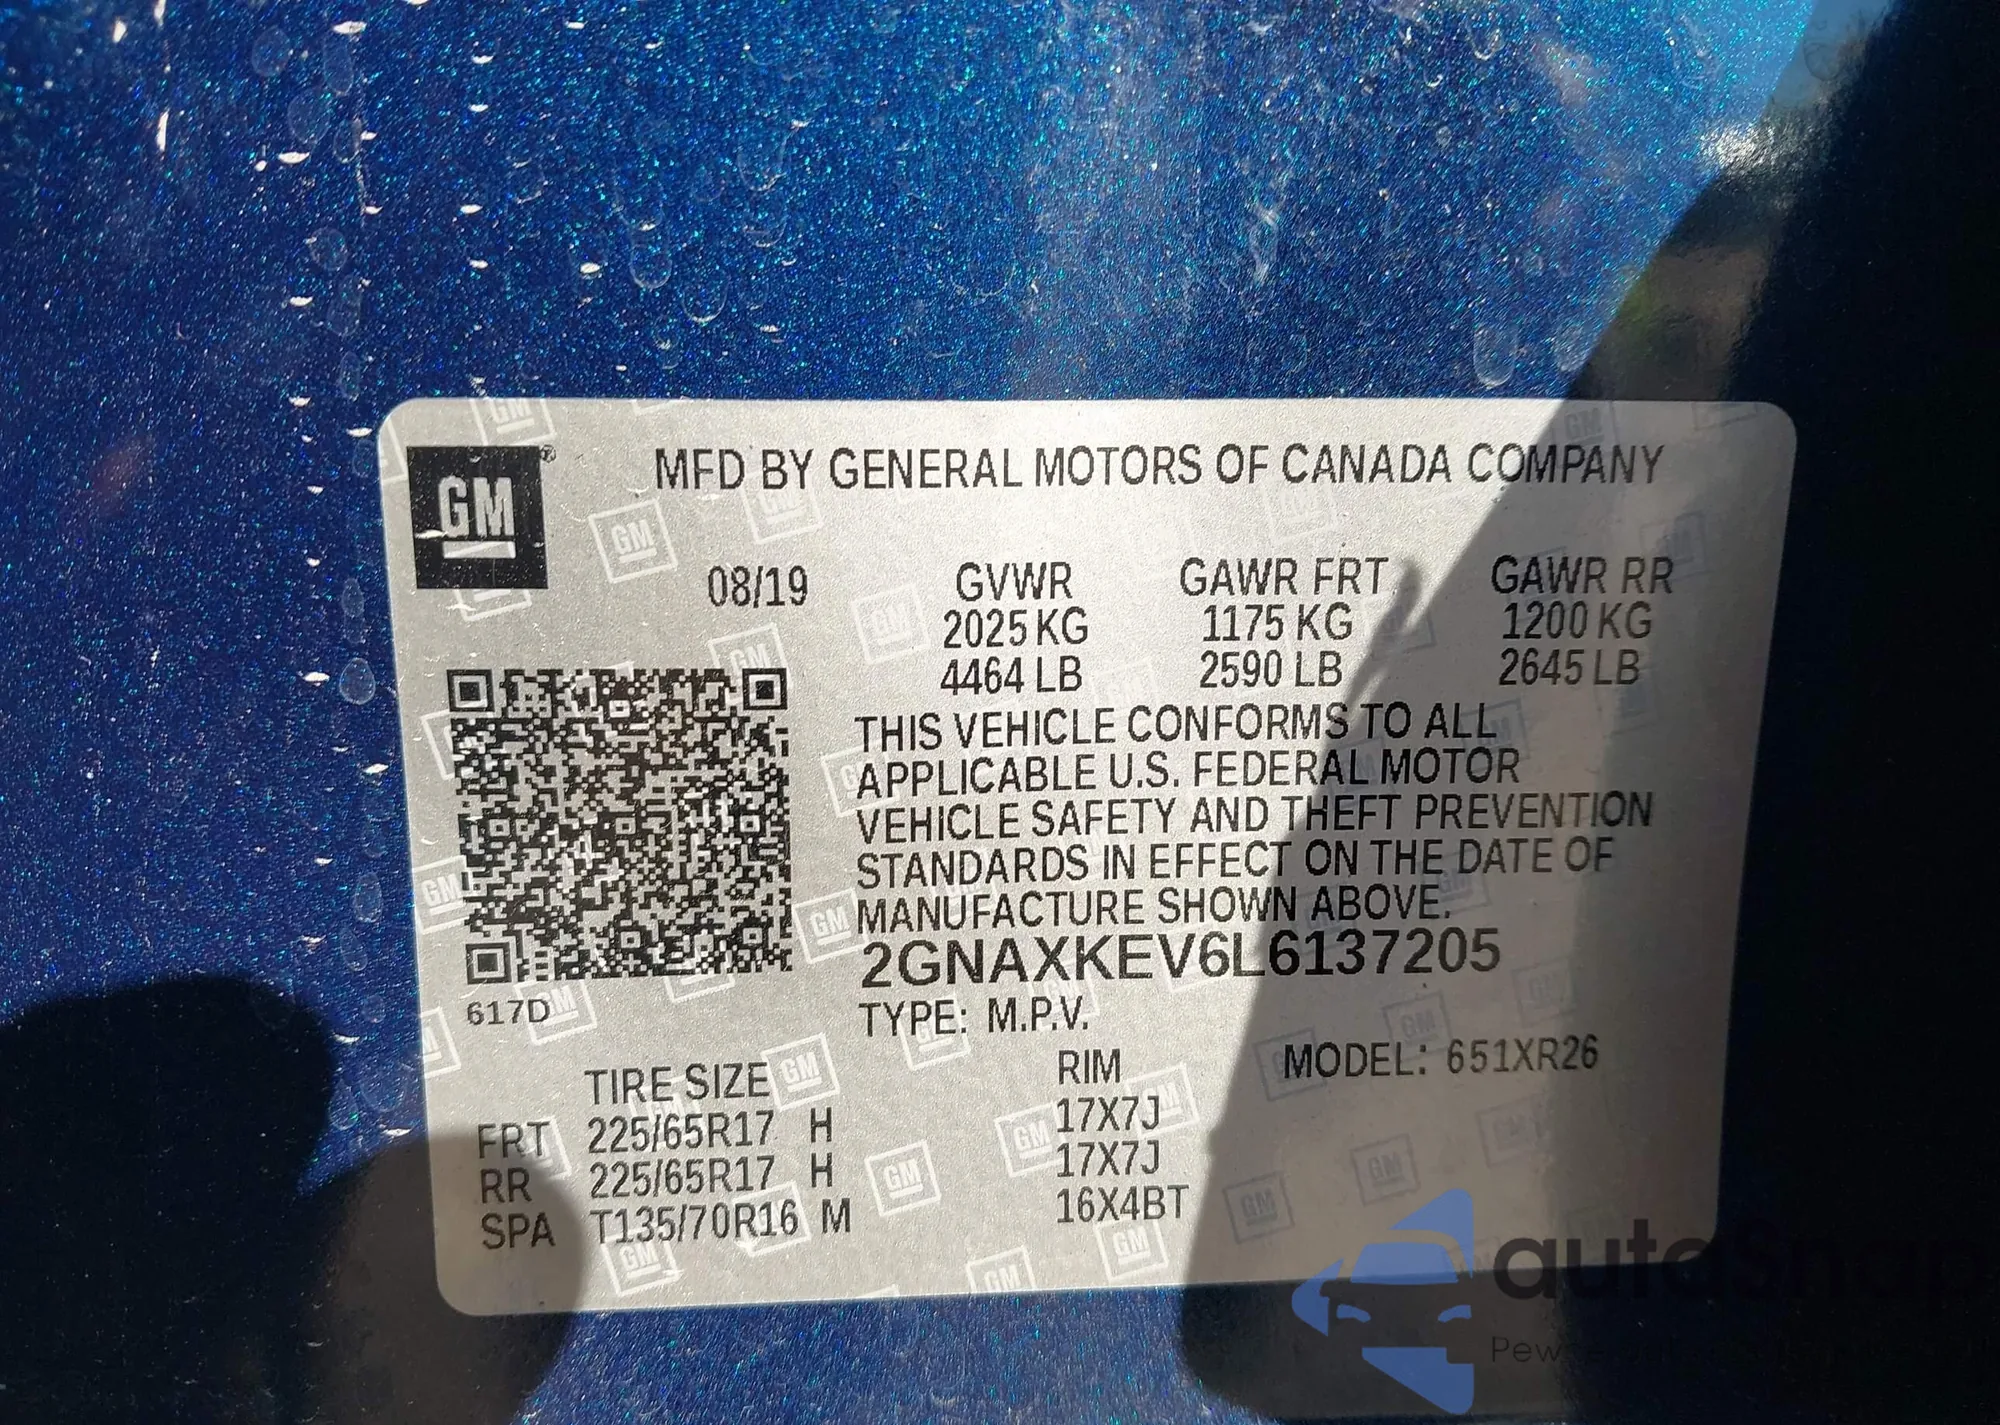 GM
MFD BY GENERAL MOTORS OF CANADA COMPANY
08/19 GVWR GAWR FRT GAWR RR
2025 KG 1175 KG 1200 KG
4464 LB 2590 LB 2645 LB
THIS VEHICLE CONFORMS TO ALL
APPLICABLE U.S. FEDERAL MOTOR
VEHICLE SAFETY AND THEFT PREVENTION
STANDARDS IN EFFECT ON THE DATE OF
MANUFACTURE SHOWN ABOVE.
2GNAXKEV6L6137205
617D
TYPE: M.P.V.
MODEL: 651XR26
TIRE SIZE RIM
FRT 225/65R17 H 17X7J
RR 225/65R17 H 17X7J
SPA T135/70R16 M 16X4BT
autosnap